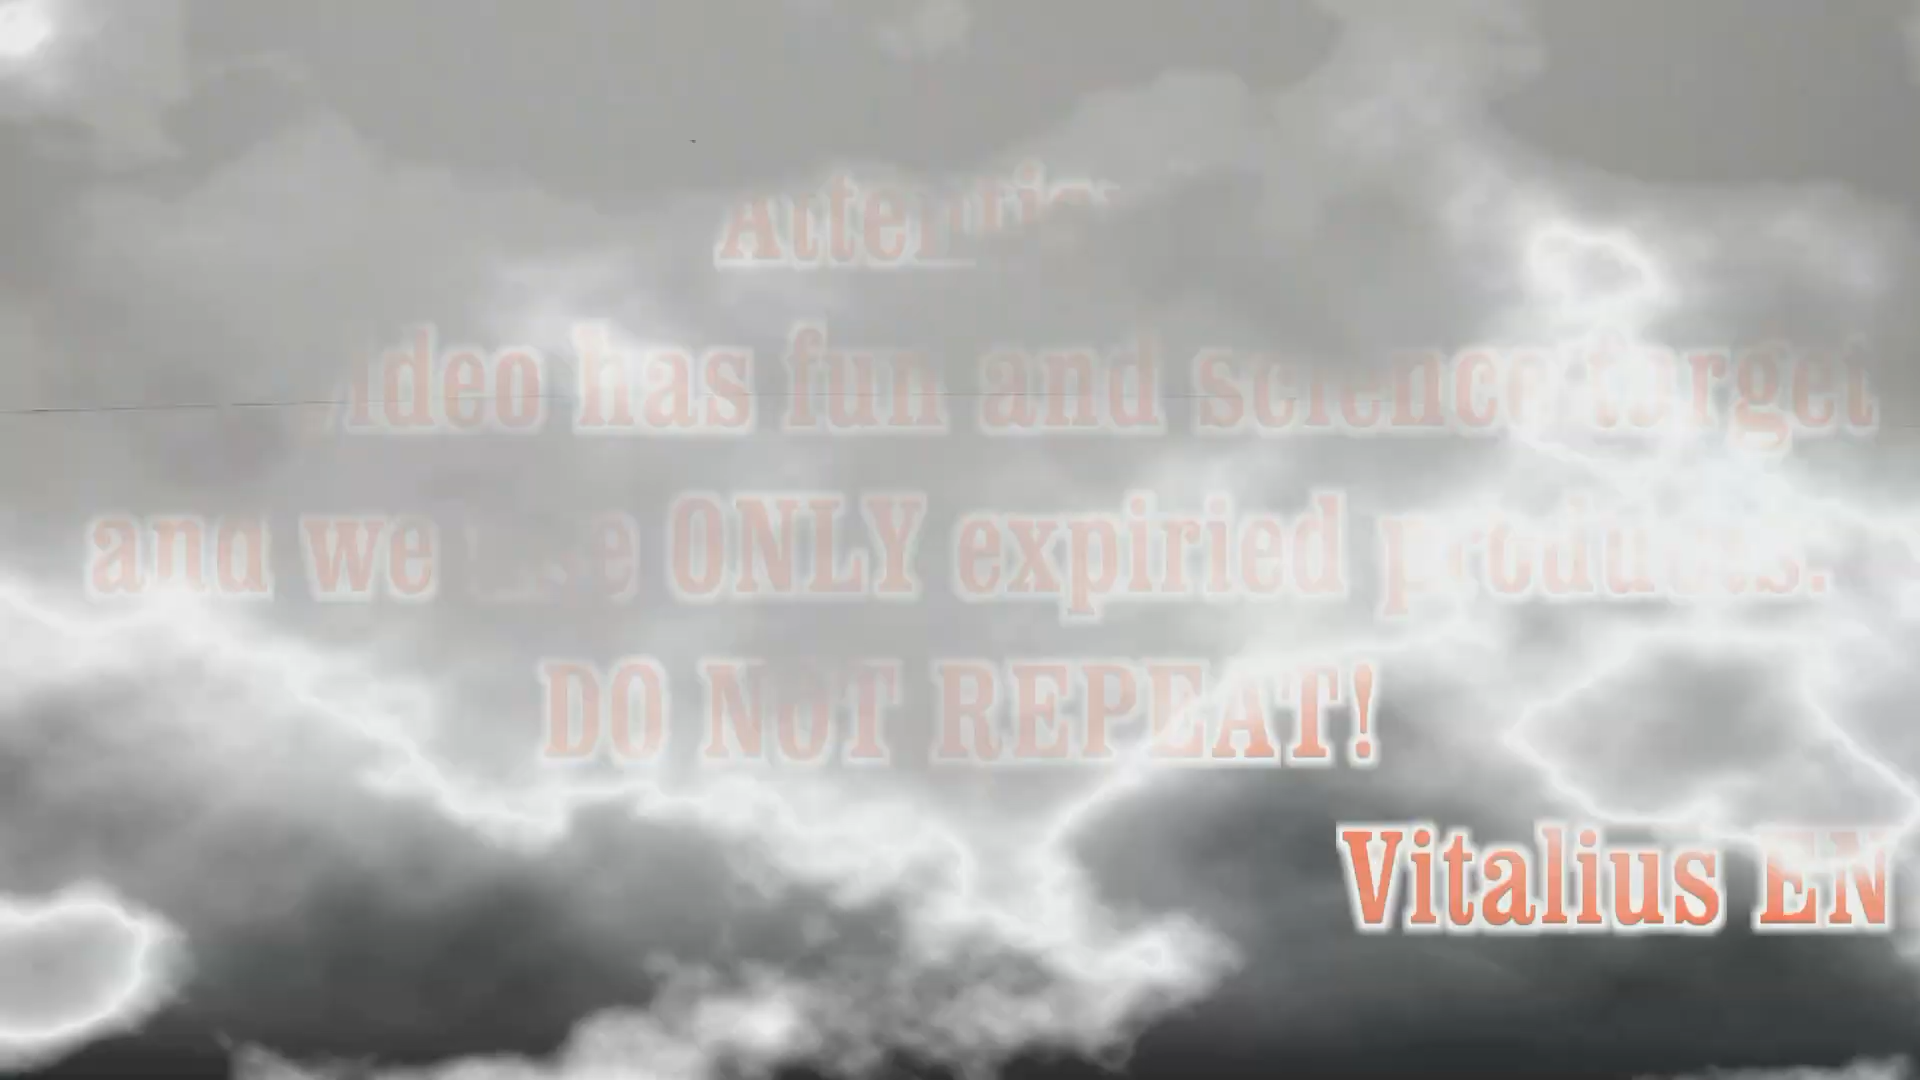 Attention
video has fun and science target
and we use ONLY expiried products.
DO NOT REPEAT!
Vitalius EN